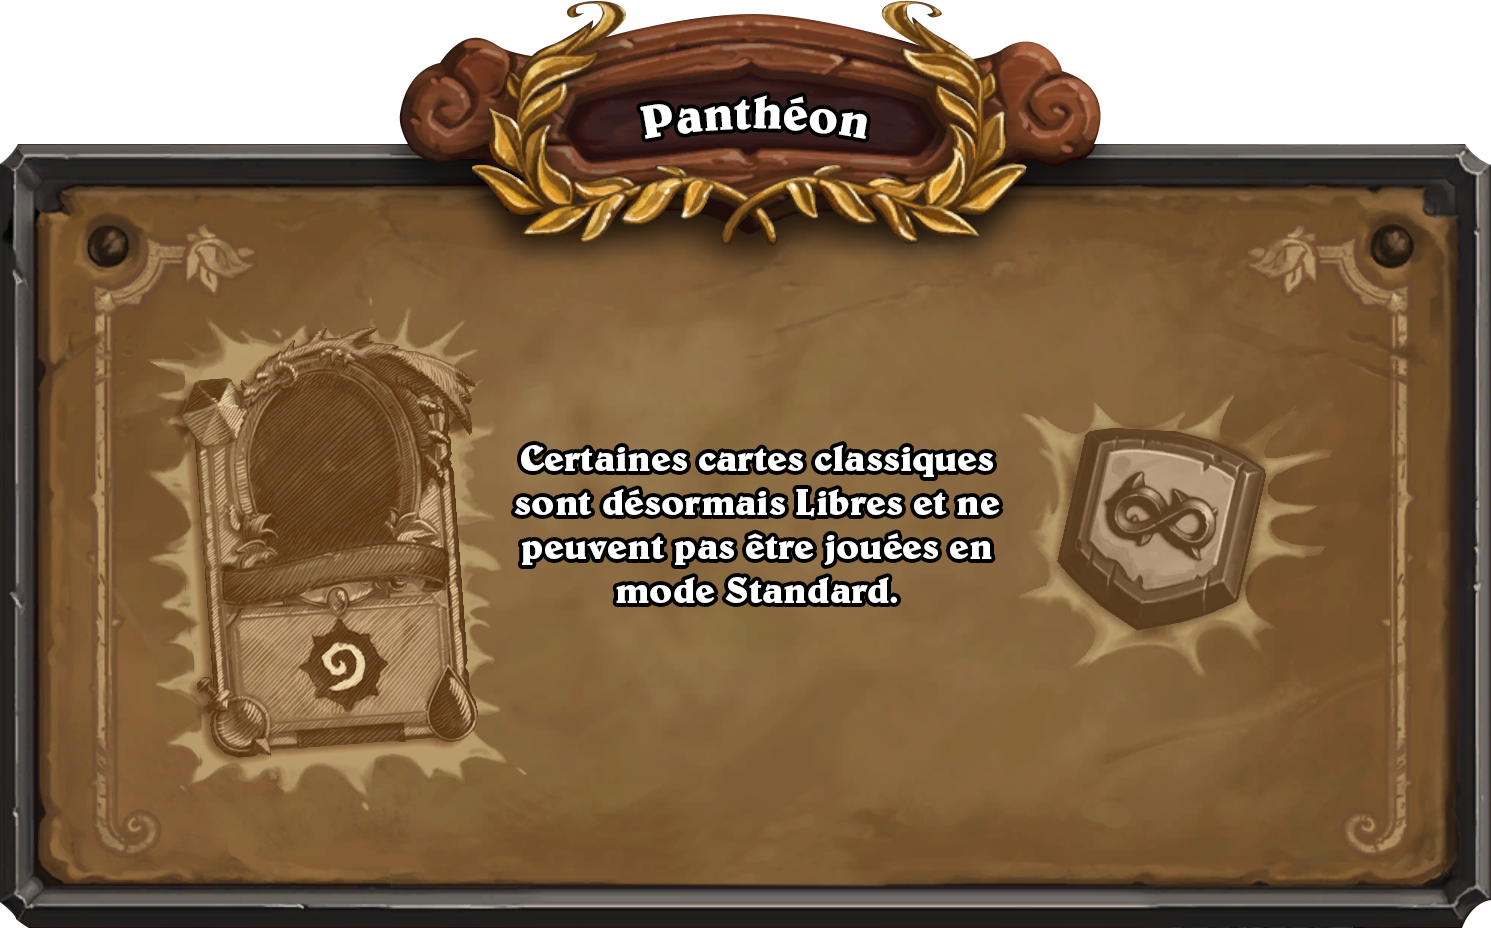 Panthéon
Certaines cartes classiques
sont désormais Libres et ne
peuvent pas être jouées en
mode Standard.